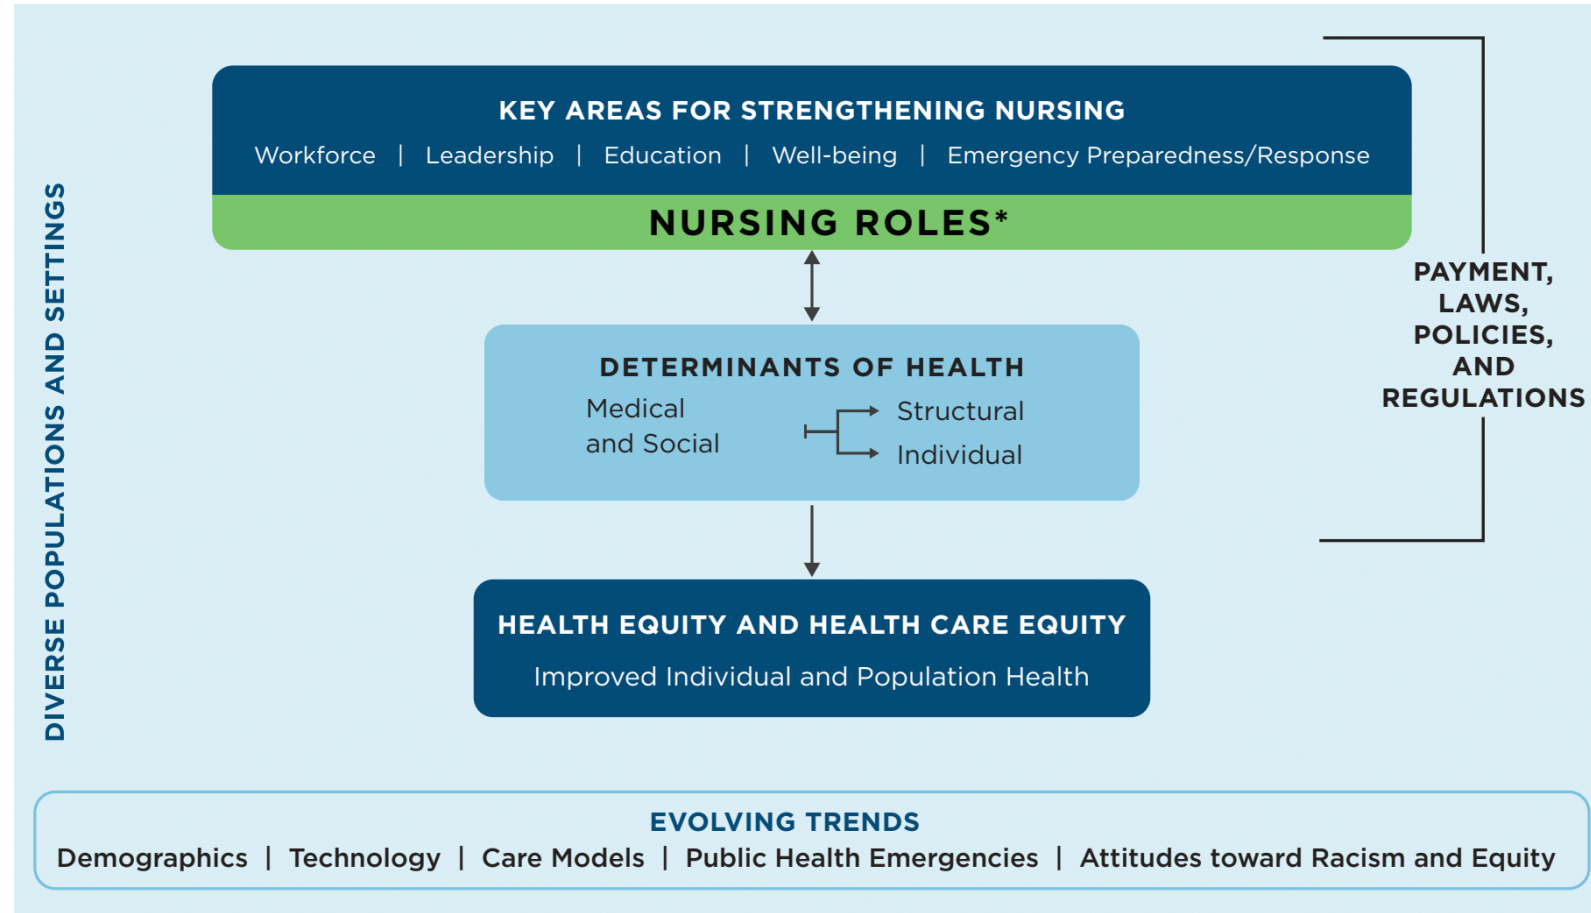 KEY AREAS FOR STRENGTHENING NURSING
Workforce | Leadership | Education | Well-being | Emergency Preparedness/Response
NURSING ROLES*
DIVERSE POPULATIONS AND SETTINGS
PAYMENT,
LAWS,
POLICIES,
AND
REGULATIONS
DETERMINANTS OF HEALTH
Medical
and Social
Structural
Individual
HEALTH EQUITY AND HEALTH CARE EQUITY
Improved Individual and Population Health
EVOLVING TRENDS
Demographics | Technology | Care Models | Public Health Emergencies | Attitudes toward Racism and Equity